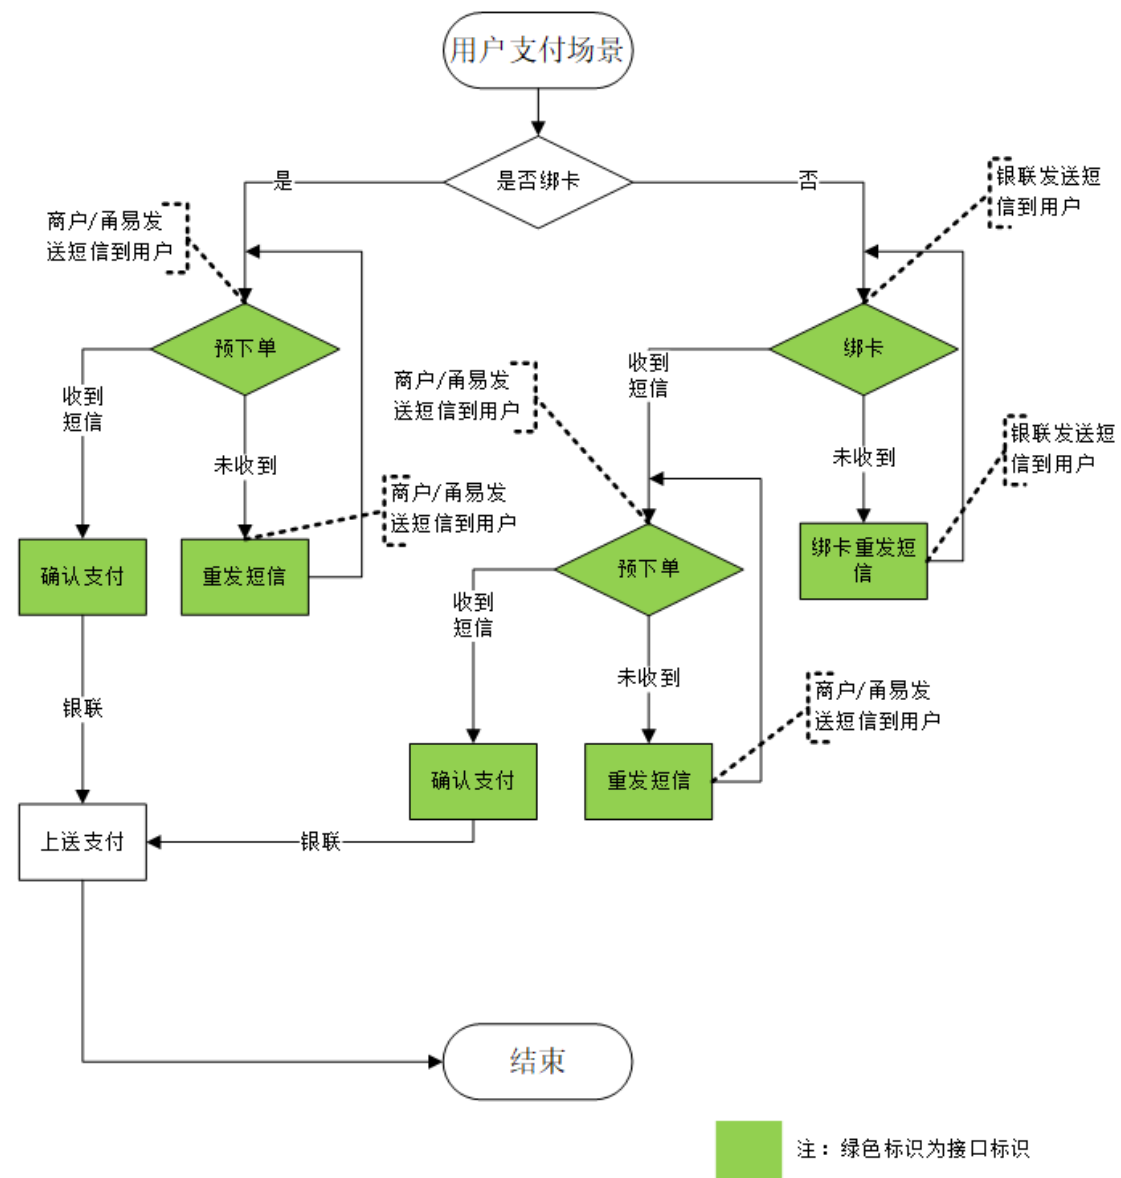 用户支付场景
是否绑卡
是
否
银联发送短
信到用户
商户/甬易发
送短信到用户
预下单
绑卡
收到
短信
商户/甬易发
送短信到用户
收到
短信
未收到
未收到
银联发送短
信到用户
商户/甬易发
送短信到用户
确认支付
重发短信
预下单
绑卡重发短
信
收到
短信
未收到
商户/甬易发
送短信到用户
银联
确认支付
重发短信
上送支付
银联
结束
注：绿色标识为接口标识